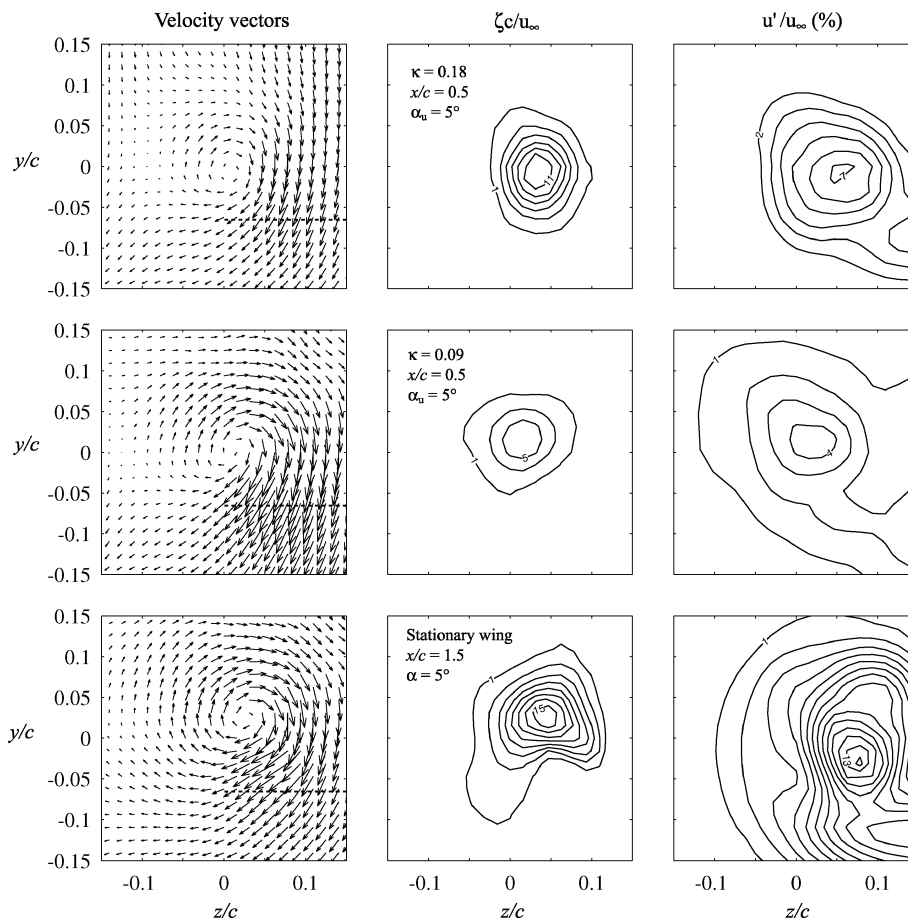 Velocity vectors
ζc/u∞
u'/u∞ (%)
0.15
0.1
0.05
y/c
0
-0.05
-0.1
-0.15
κ = 0.18
x/c = 0.5
αu = 5°
1
11
2
7
0.15
0.1
0.05
y/c
0
-0.05
-0.1
-0.15
κ = 0.09
x/c = 0.5
αu = 5°
1
5
1
4
0.15
0.1
0.05
y/c
0
-0.05
-0.1
-0.15
Stationary wing
x/c = 1.5
α = 5°
1
15
1
13
-0.1 0 0.1
-0.1 0 0.1
-0.1 0 0.1
z/c
z/c
z/c